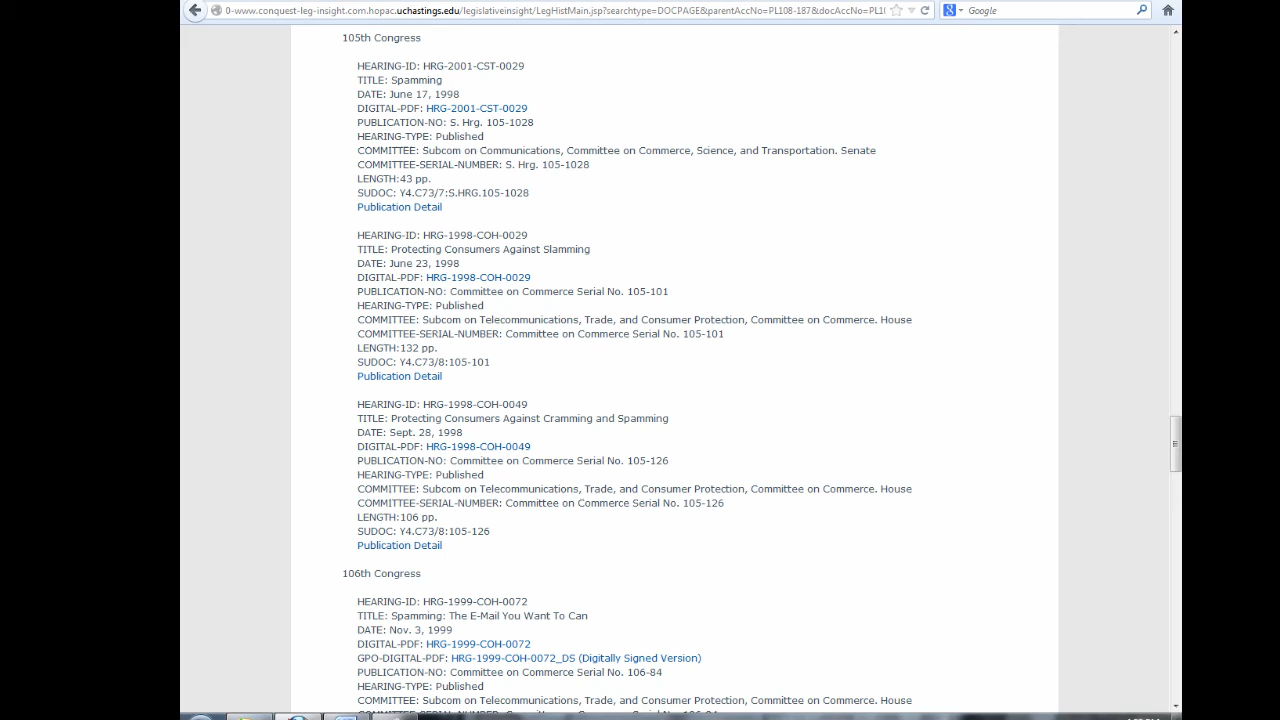 0-www.conquest-leg-insight.com.hopac.uchastings.edu/legislativeinsight/LegHistMain.jsp?searchtype=DOCPAGE&parentAccNo=PL108-187&docAccNo=PL1(
Google
105th Congress
HEARING-ID: HRG-2001-CST-0029
TITLE: Spamming
DATE: June 17, 1998
DIGITAL-PDF: HRG-2001-CST-0029
PUBLICATION-NO: S. Hrg. 105-1028
HEARING-TYPE: Published
COMMITTEE: Subcom on Communications, Committee on Commerce, Science, and Transportation. Senate
COMMITTEE-SERIAL-NUMBER: S. Hrg. 105-1028
LENGTH:43 pp.
SUDOC: Y4.C73/7:S.HRG.105-1028
Publication Detail
HEARING-ID: HRG-1998-COH-0029
TITLE: Protecting Consumers Against Slamming
DATE: June 23, 1998
DIGITAL-PDF: HRG-1998-COH-0029
PUBLICATION-NO: Committee on Commerce Serial No. 105-101
HEARING-TYPE: Published
COMMITTEE: Subcom on Telecommunications, Trade, and Consumer Protection, Committee on Commerce. House
COMMITTEE-SERIAL-NUMBER: Committee on Commerce Serial No. 105-101
LENGTH:132 pp.
SUDOC: Y4.C73/8:105-101
Publication Detail
HEARING-ID: HRG-1998-COH-0049
TITLE: Protecting Consumers Against Cramming and Spamming
DATE: Sept. 28, 1998
DIGITAL-PDF: HRG-1998-COH-0049
PUBLICATION-NO: Committee on Commerce Serial No. 105-126
HEARING-TYPE: Published
COMMITTEE: Subcom on Telecommunications, Trade, and Consumer Protection, Committee on Commerce. House
COMMITTEE-SERIAL-NUMBER: Committee on Commerce Serial No. 105-126
LENGTH:106 pp.
SUDOC: Y4.C73/8:105-126
Publication Detail
106th Congress
HEARING-ID: HRG-1999-COH-0072
TITLE: Spamming: The E-Mail You Want To Can
DATE: Nov. 3, 1999
DIGITAL-PDF: HRG-1999-COH-0072
GPO-DIGITAL-PDF: HRG-1999-COH-0072_DS (Digitally Signed Version)
PUBLICATION-NO: Committee on Commerce Serial No. 106-84
HEARING-TYPE: Published
COMMITTEE: Subcom on Telecommunications, Trade, and Consumer Protection, Committee on Commerce. House